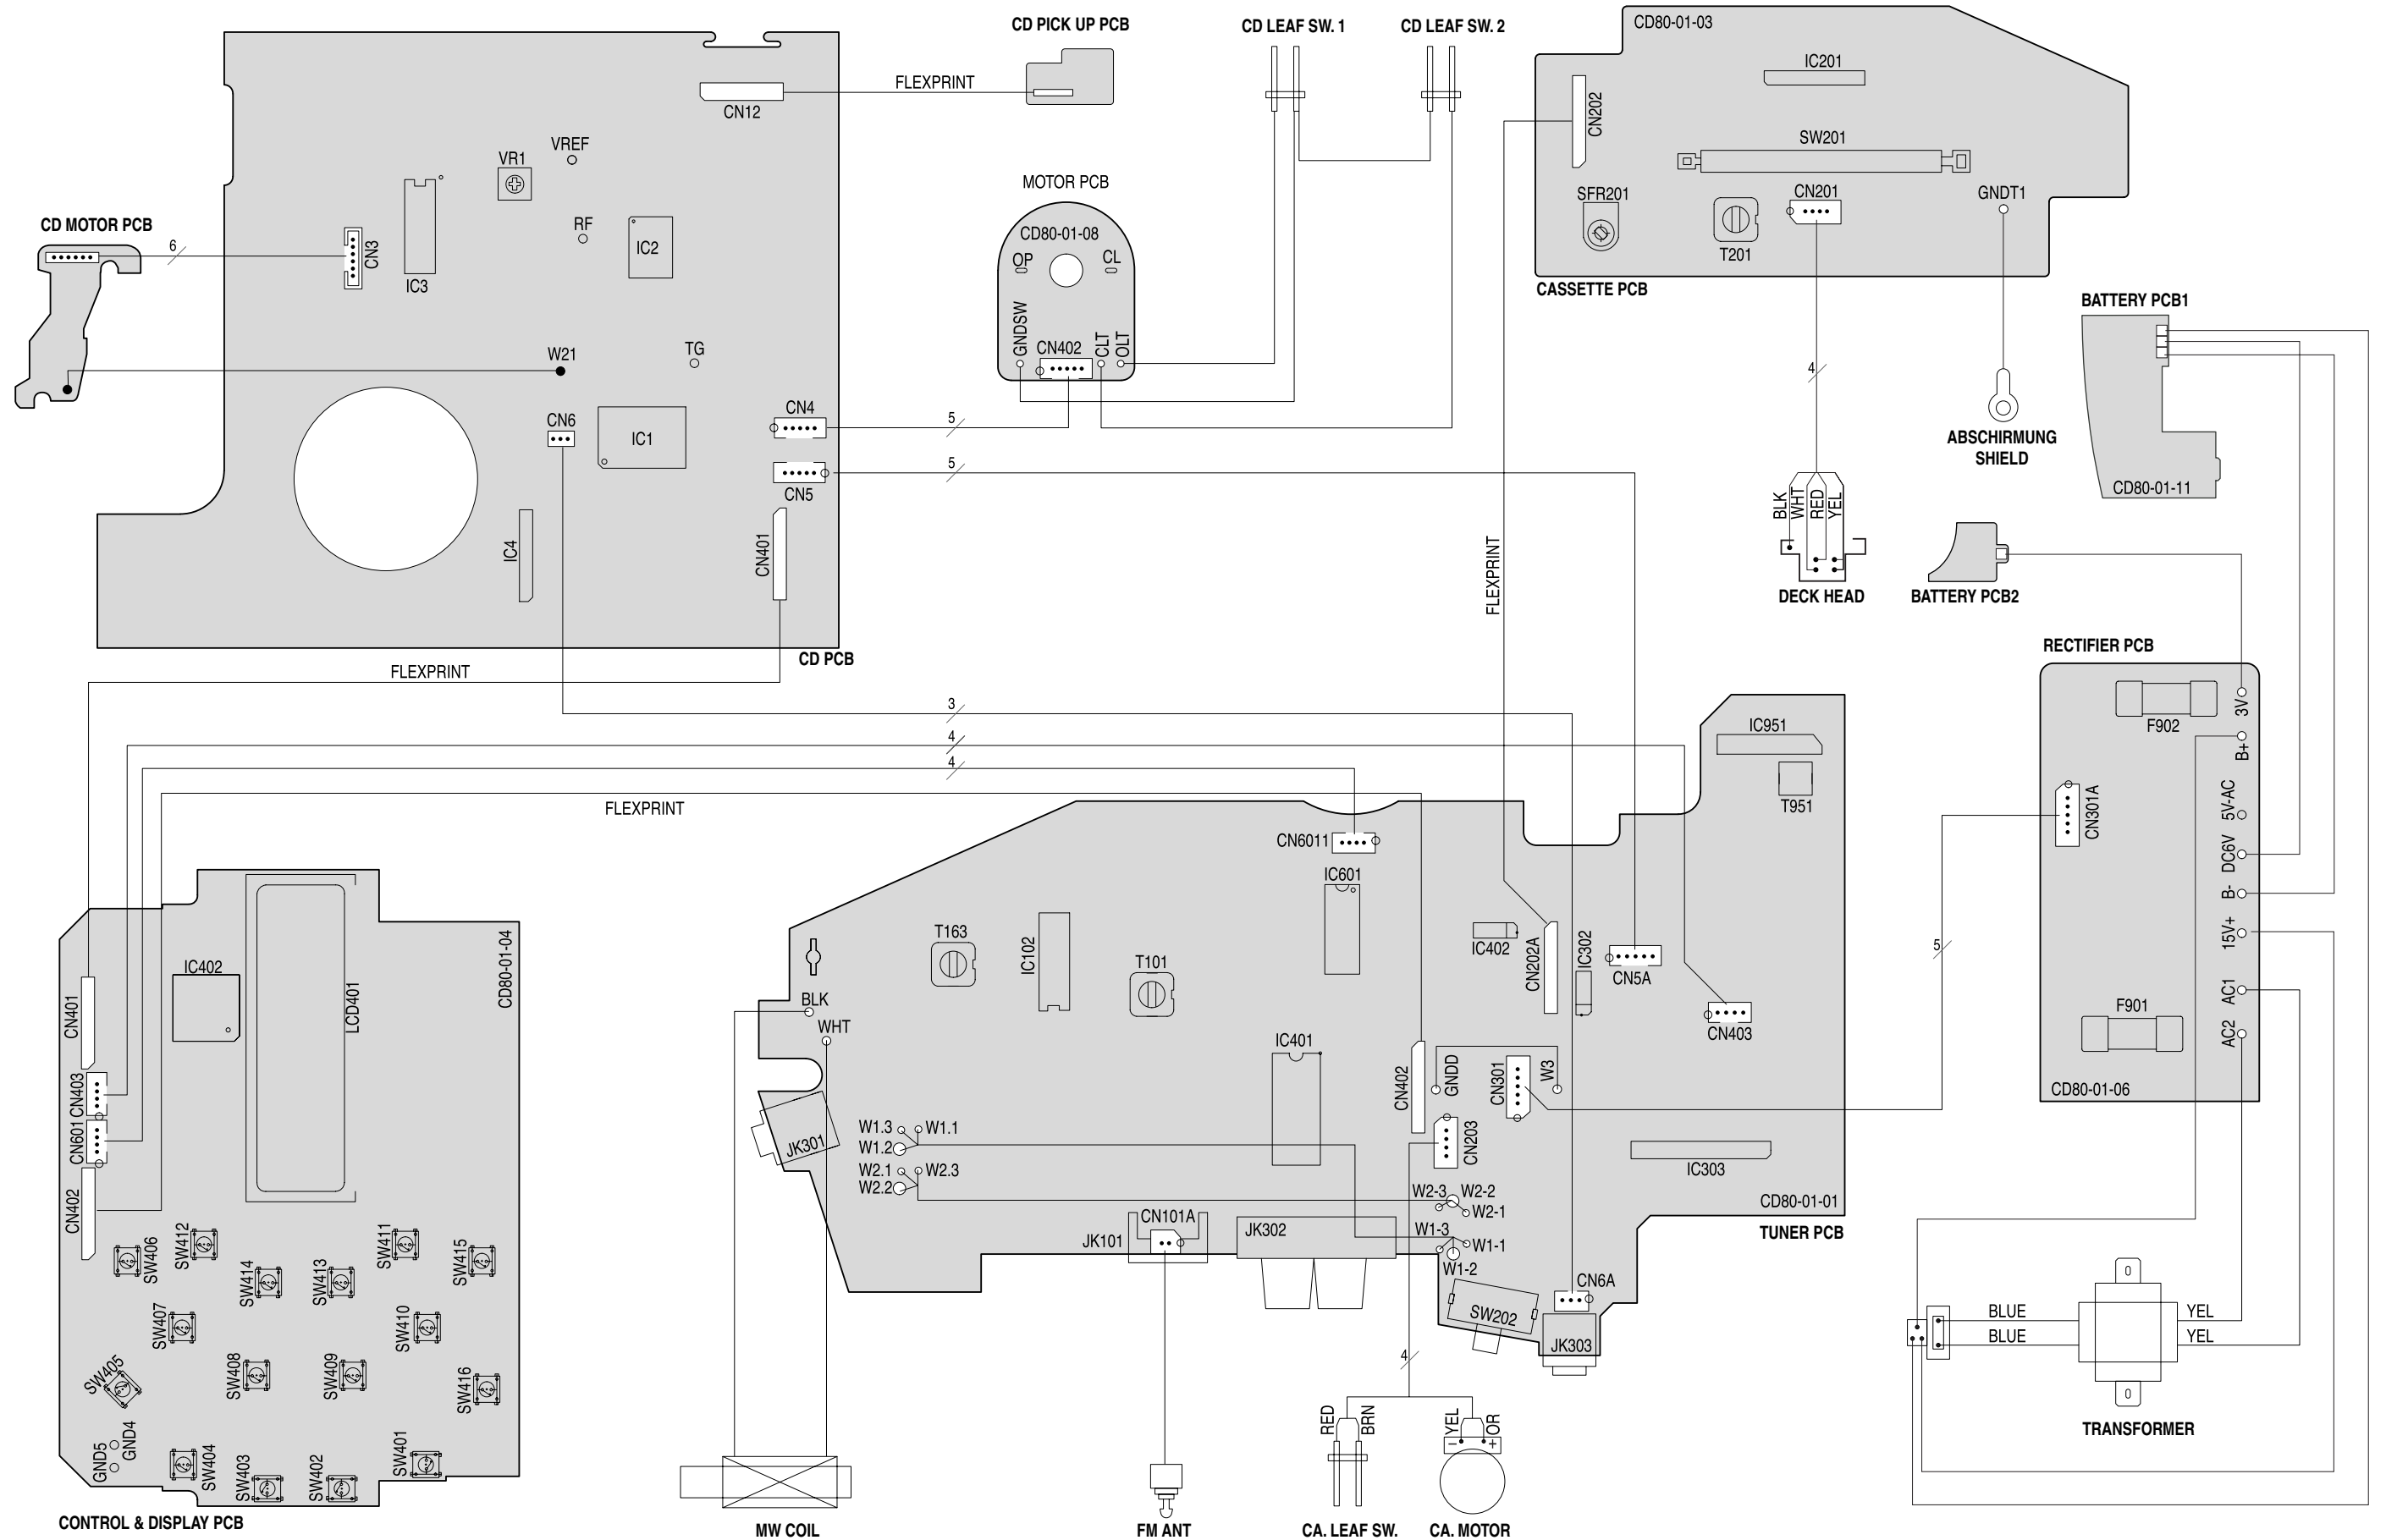 CD PICK UP PCB
CD LEAF SW. 1
CD LEAF SW. 2
CD80-01-03
IC201
FLEXPRINT
CN12
CN202
VREF
VR1
SW201
MOTOR PCB
SFR201
CN201
GNDT1
CD MOTOR PCB
6
CN3
IC3
RF
IC2
CD80-01-08
OP
CL
T201
CASSETTE PCB
BATTERY PCB1
GNDSW
CN402
CLT
OLT
W21
TG
4
CN6
IC1
CN4
5
ABSCHIRMUNG
SHIELD
5
CN5
CD80-01-11
BLK
WHT
RED
YEL
IC4
CN401
FLEXPRINT
DECK HEAD
BATTERY PCB2
CD PCB
RECTIFIER PCB
FLEXPRINT
3
4
4
FLEXPRINT
IC951
T951
F902
3V
B+
5V-AC
DC6V
B-
15V+
AC1
AC2
CN301A
CN6011
IC601
T163
IC102
T101
IC402
CN202A
IC302
CN5A
5
CN403
F901
CD80-01-06
CD80-01-04
IC402
LCD401
CN401
CN403
CN601
CN402
BLK
WHT
IC401
CN402
GNDD
CN301
W3
CN203
IC303
JK301
W1.3
W1.1
W1.2
W2.1
W2.3
W2.2
W2-3
W2-2
W2-1
W1-3
W1-1
W1-2
CD80-01-01
TUNER PCB
CN101A
JK101
JK302
CN6A
SW202
JK303
SW406
SW412
SW411
SW415
SW414
SW413
SW407
SW410
SW405
SW408
SW409
SW416
GND5
GND4
SW404
SW403
SW402
SW401
0
BLUE
YEL
BLUE
YEL
0
TRANSFORMER
4
RED
BRN
YEL
OR
−
+
CONTROL & DISPLAY PCB
MW COIL
FM ANT
CA. LEAF SW.
CA. MOTOR